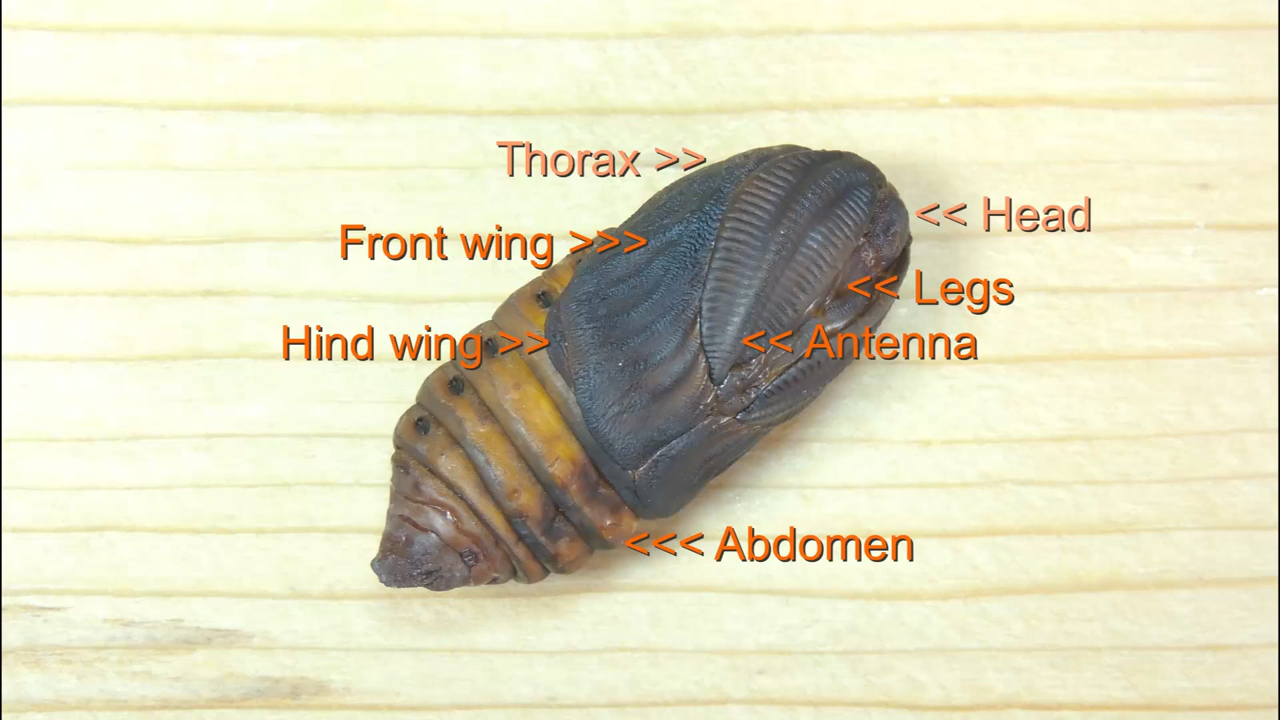 Thorax >>
<< Head
Front wing >>>
<< Legs
Hind wing >>
<< Antenna
<<< Abdomen